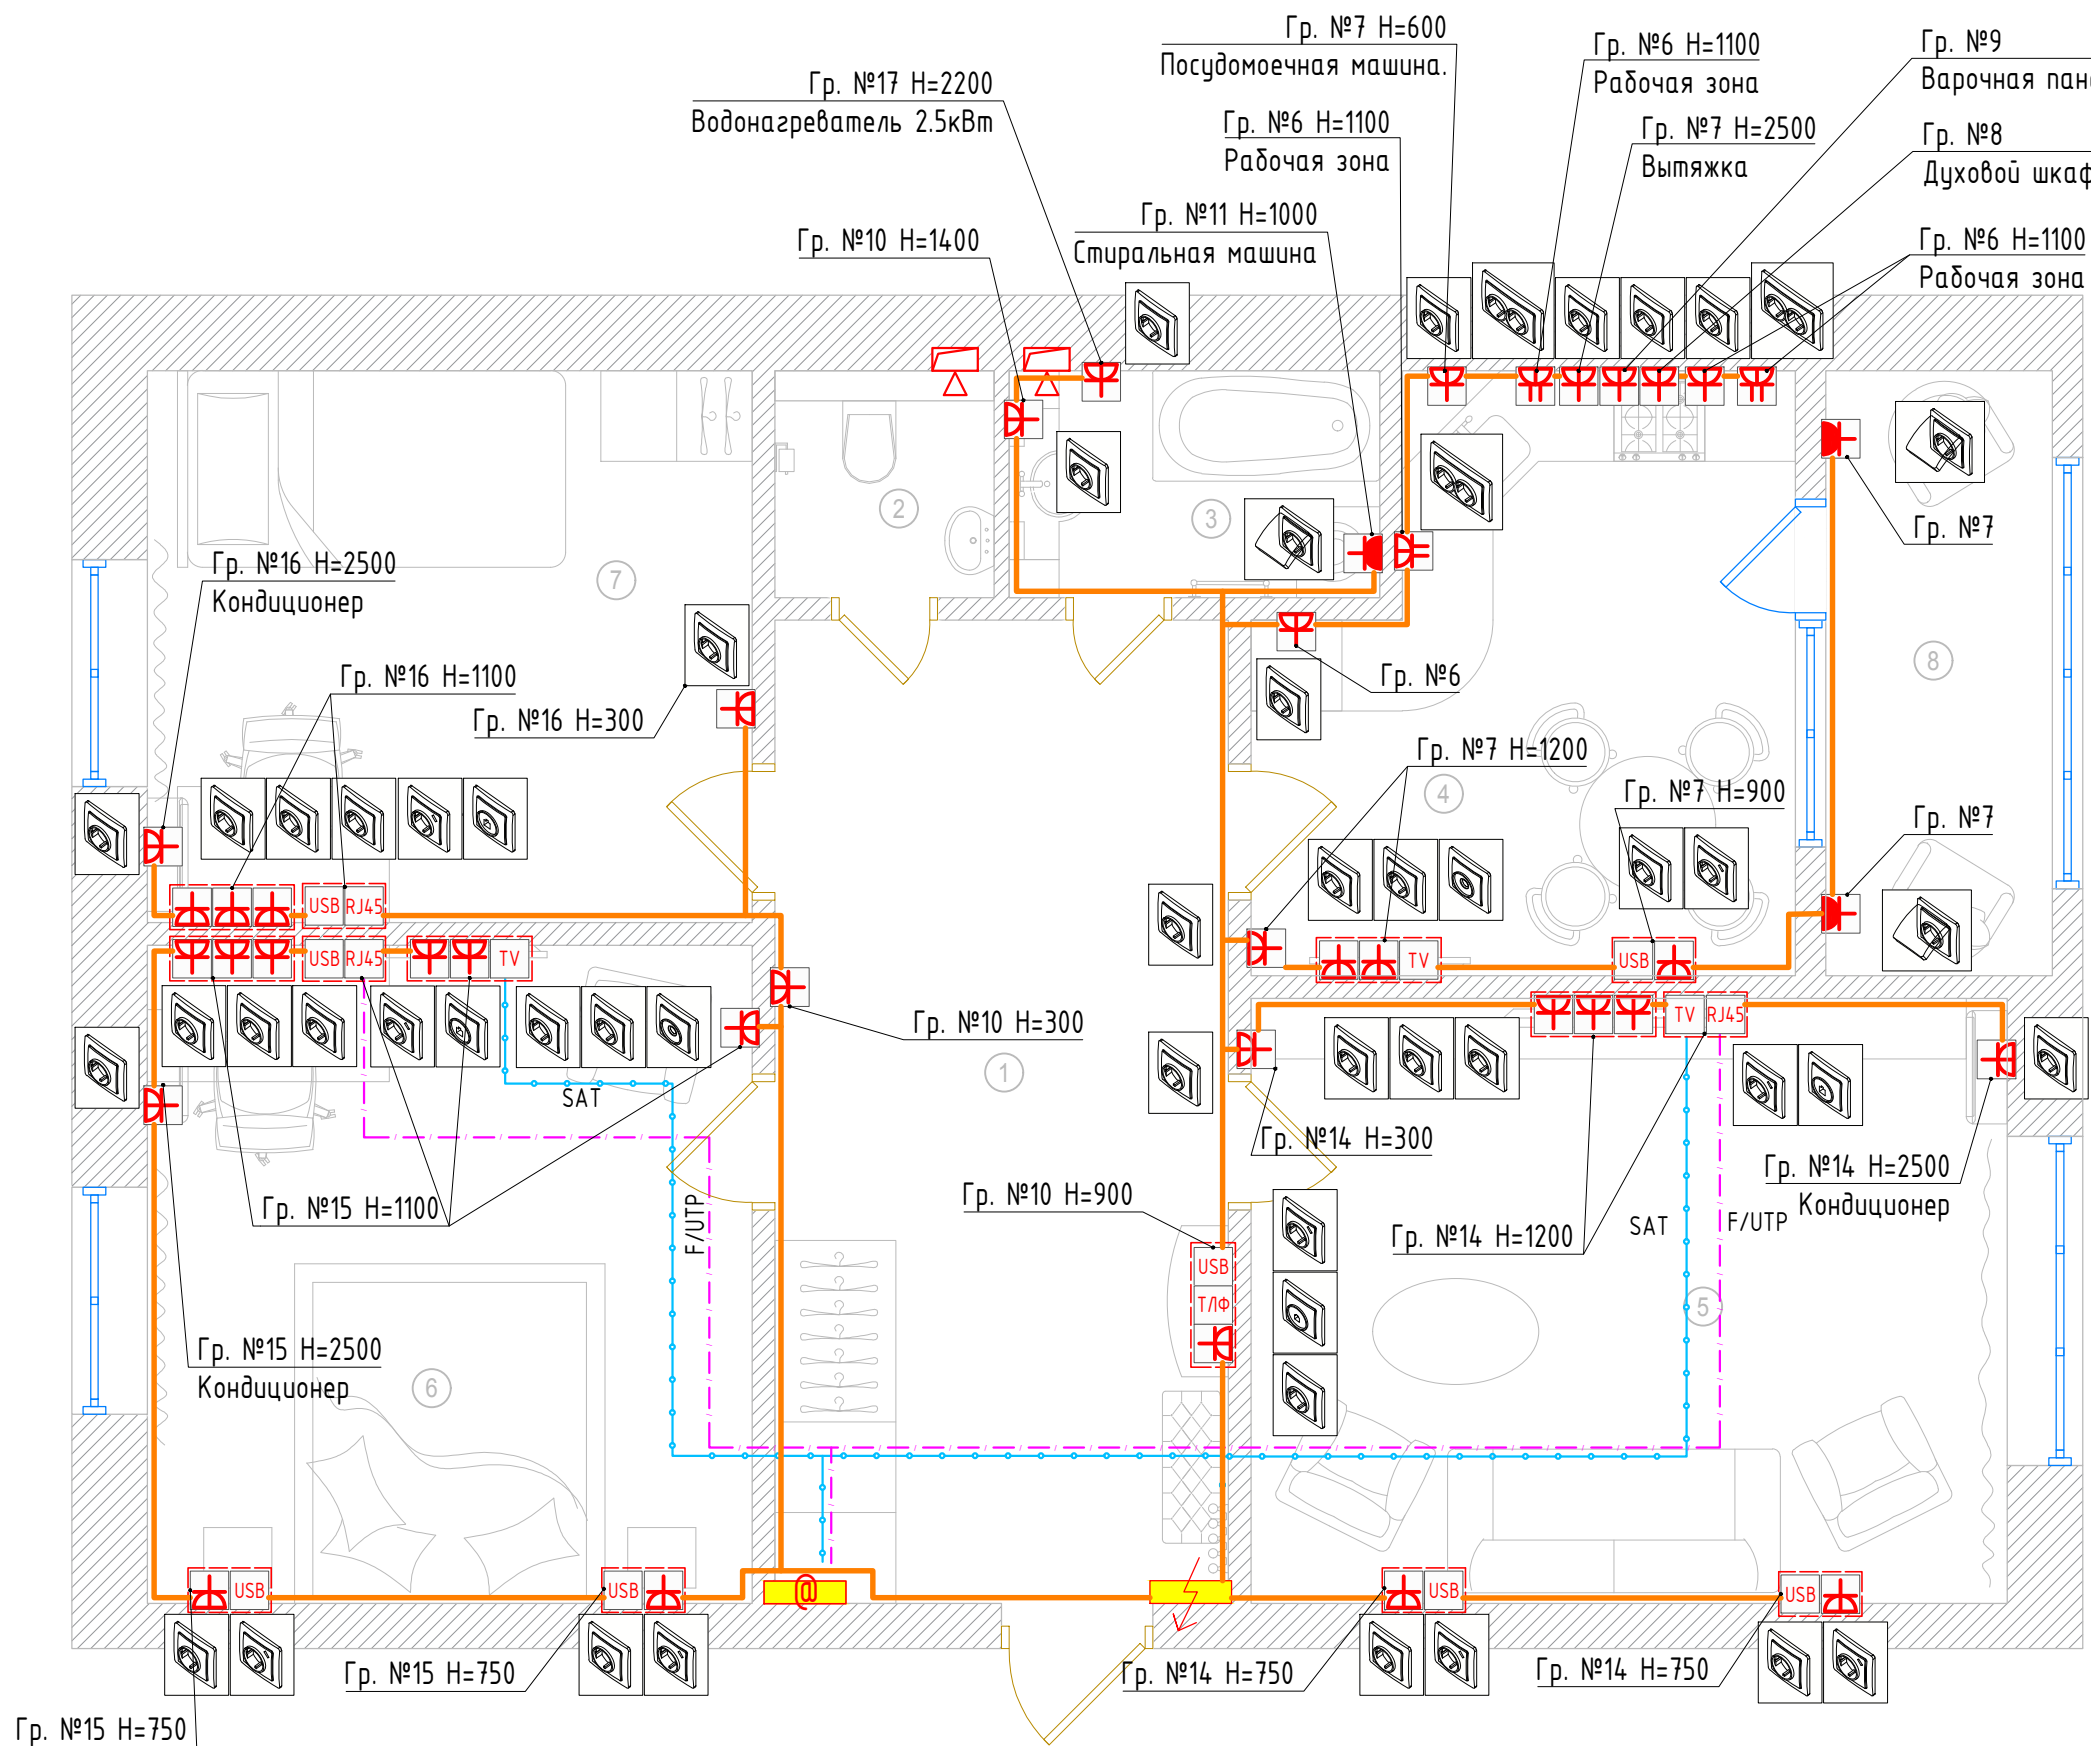 Гр. №7 H=600
Посудомоечная машина.
Гр. №6 H=1100
Рабочая зона
Гр. №9
Варочная пан
Гр. №17 H=2200
Водонагреватель 2.5кВт
Гр. №6 H=1100
Рабочая зона
Гр. №7 H=2500
Вытяжка
Гр. №8
Духовой шкаф
Гр. №11 H=1000
Стиральная машина
Гр. №10 H=1400
Гр. №6 H=1100
Рабочая зона
2
3
Гр. №7
Гр. №16 H=2500
Кондиционер
7
8
Гр. №16 H=1100
Гр. №16 H=300
Гр. №6
Гр. №7 H=1200
4
Гр. №7 H=900
Гр. №7
USB RJ45
USB RJ45
TV
TV
USB
Гр. №10 H=300
TV RJ45
1
SAT
Гр. №14 H=300
Гр. №14 H=2500
Кондиционер
Гр. №15 H=1100
F/UTP
Гр. №10 H=900
Гр. №14 H=1200
SAT
F/UTP
USB
ТЛФ
5
Гр. №15 H=2500
Кондиционер
6
USB
USB
@
USB
USB
Гр. №15 H=750
Гр. №14 H=750
Гр. №14 H=750
Гр. №15 H=750